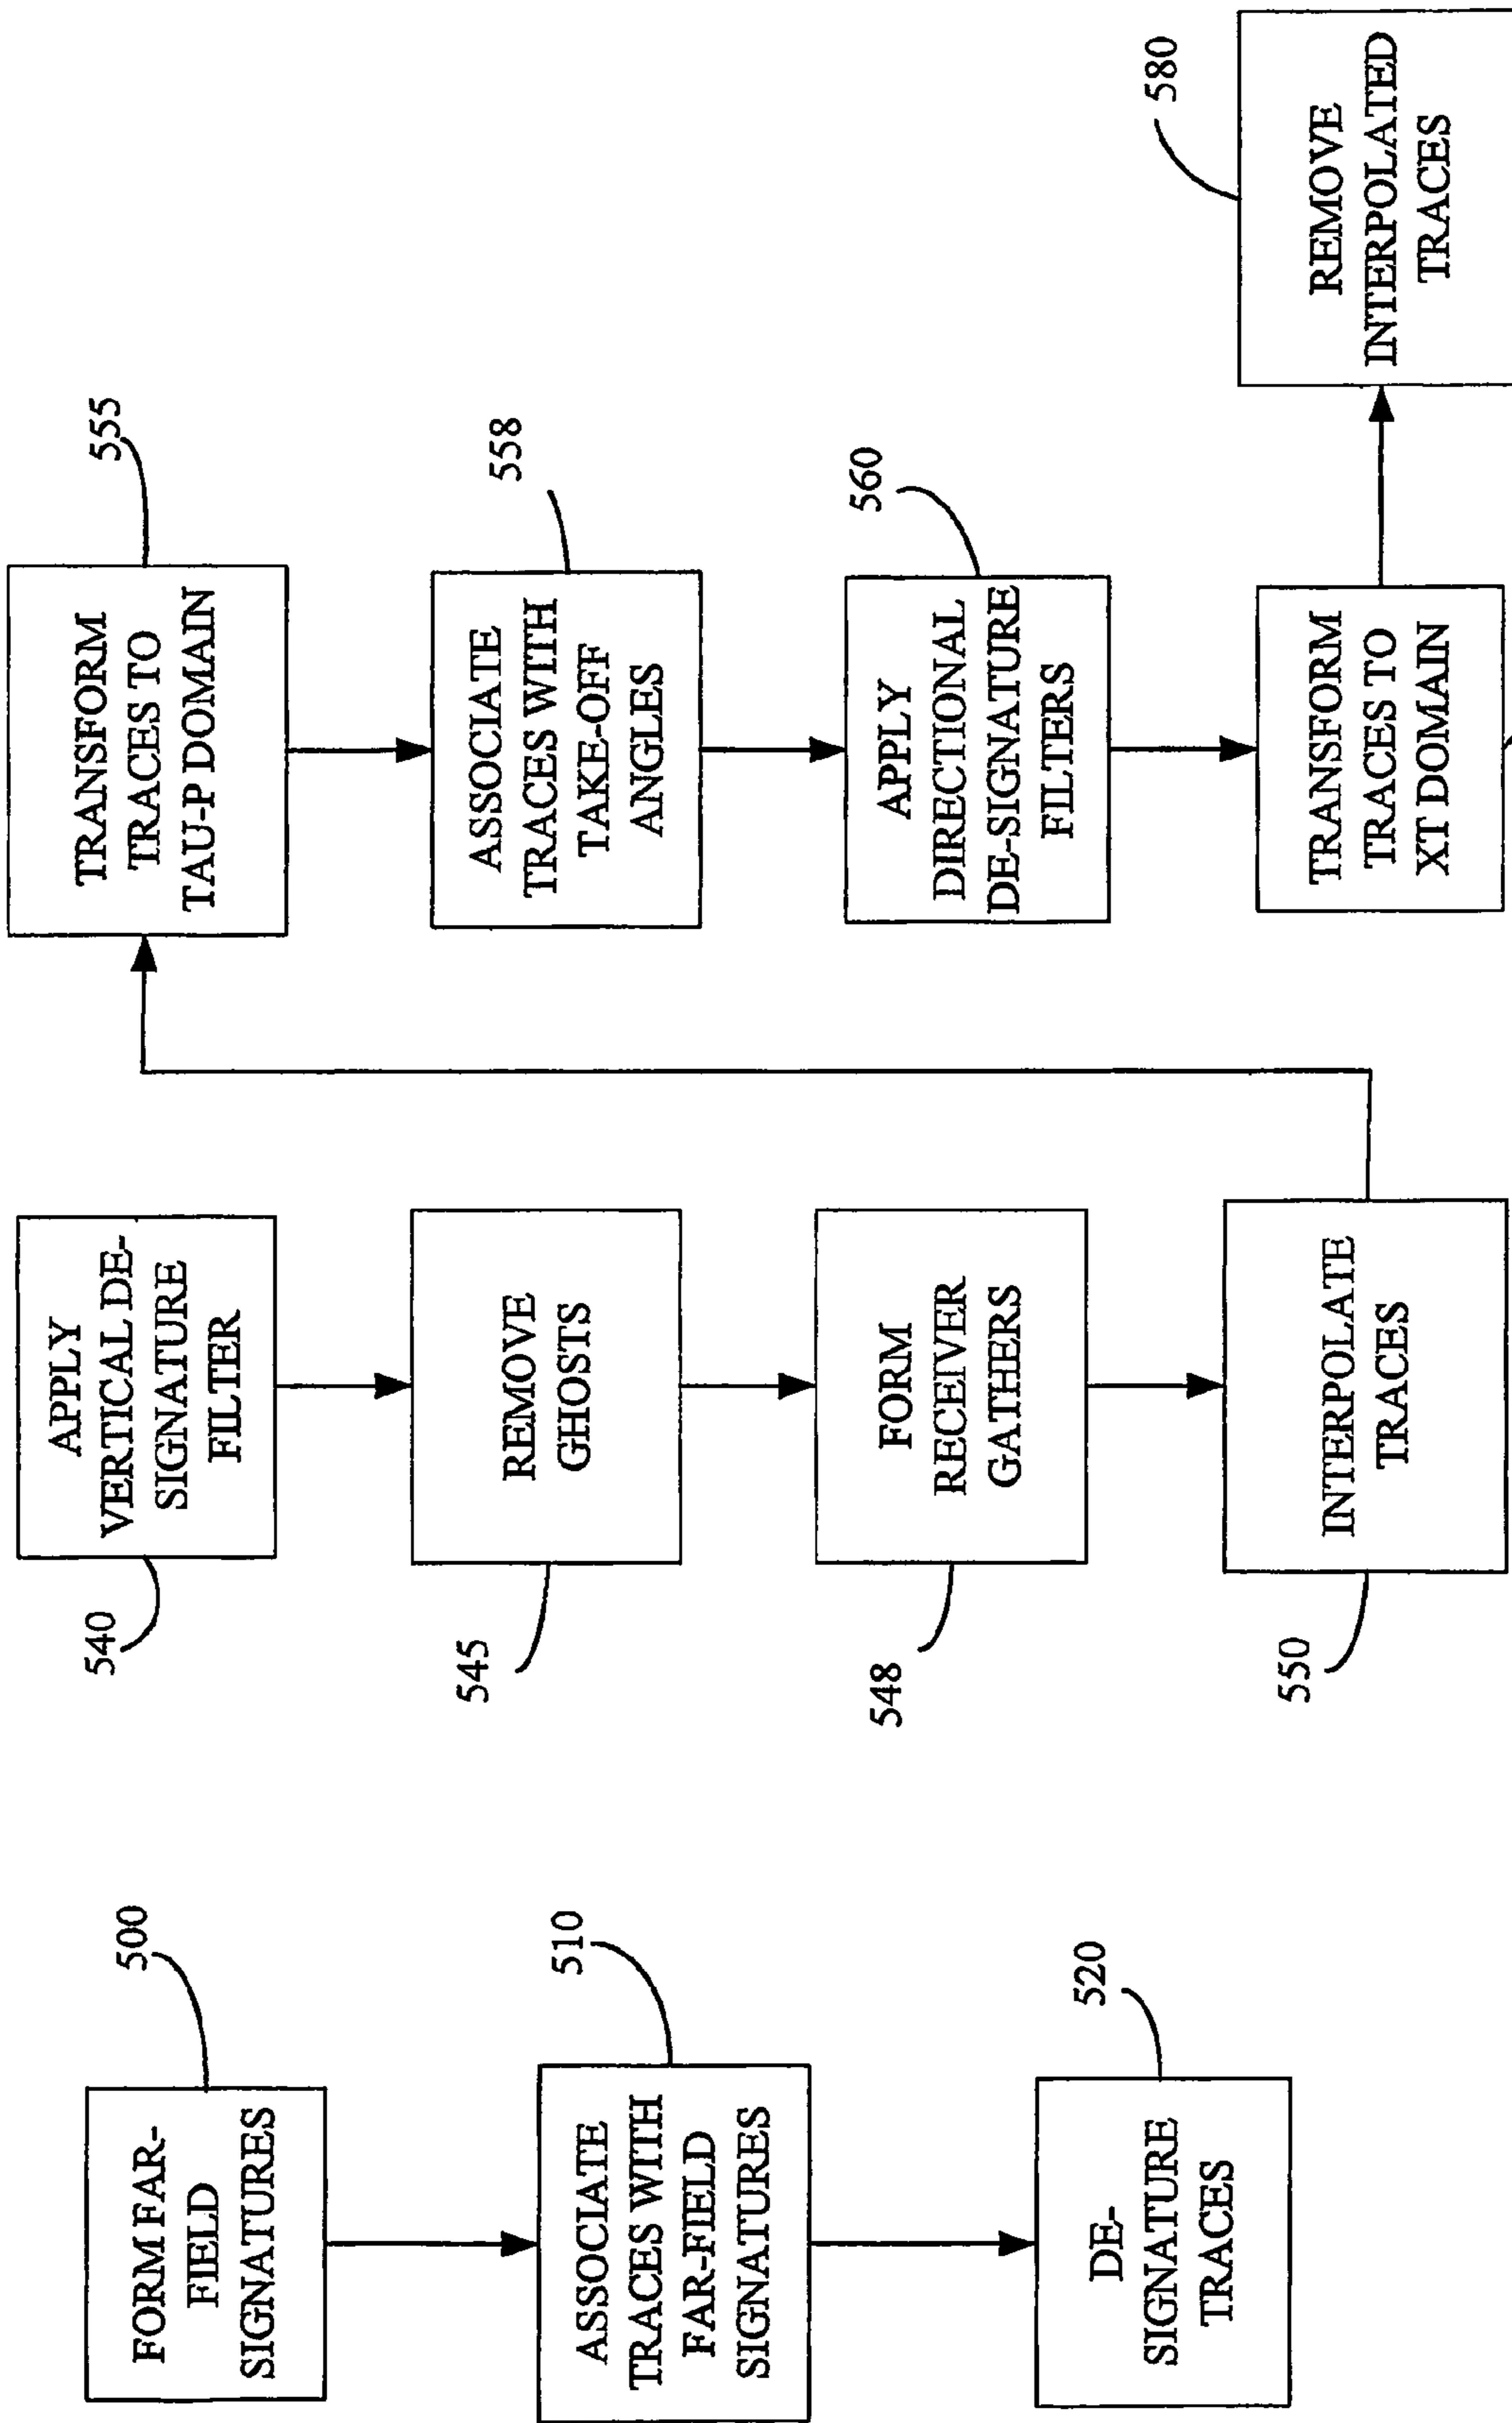 500
FORM FAR-
FIELD
SIGNATURES
510
ASSOCIATE
TRACES WITH
FAR-FIELD
SIGNATURES
520
DE-
SIGNATURE
TRACES
540
APPLY
VERTICAL DE-
SIGNATURE
FILTER
545
REMOVE
GHOSTS
548
FORM
RECEIVER
GATHERS
550
INTERPOLATE
TRACES
555
TRANSFORM
TRACES TO
TAU-P DOMAIN
558
ASSOCIATE
TRACES WITH
TAKE-OFF
ANGLES
560
APPLY
DIRECTIONAL
DE-SIGNATURE
FILTERS
TRANSFORM
TRACES TO
XT DOMAIN
580
REMOVE
INTERPOLATED
TRACES